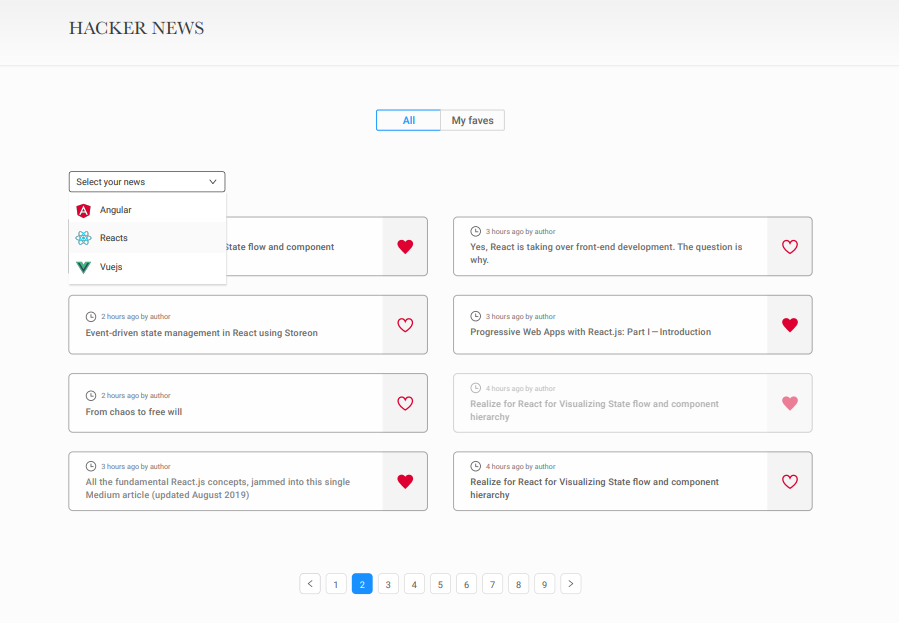 HACKER NEWS
All
My faves
Select your news
Angular
Reacts
Vuejs
State flow and component
3 hours ago by author
Yes, React is taking over front-end development. The question is
why.
2 hours ago by author
Event-driven state management in React using Storeon
3 hours ago by author
Progressive Web Apps with React.js: Part I — Introduction
2 hours ago by author
From chaos to free will
4 hours ago by author
Realize for React for Visualizing State flow and component
hierarchy
3 hours ago by author
All the fundamental React.js concepts, jammed into this single
Medium article (updated August 2019)
4 hours ago by author
Realize for React for Visualizing State flow and component
hierarchy
1
2
3
4
5
6
7
8
9